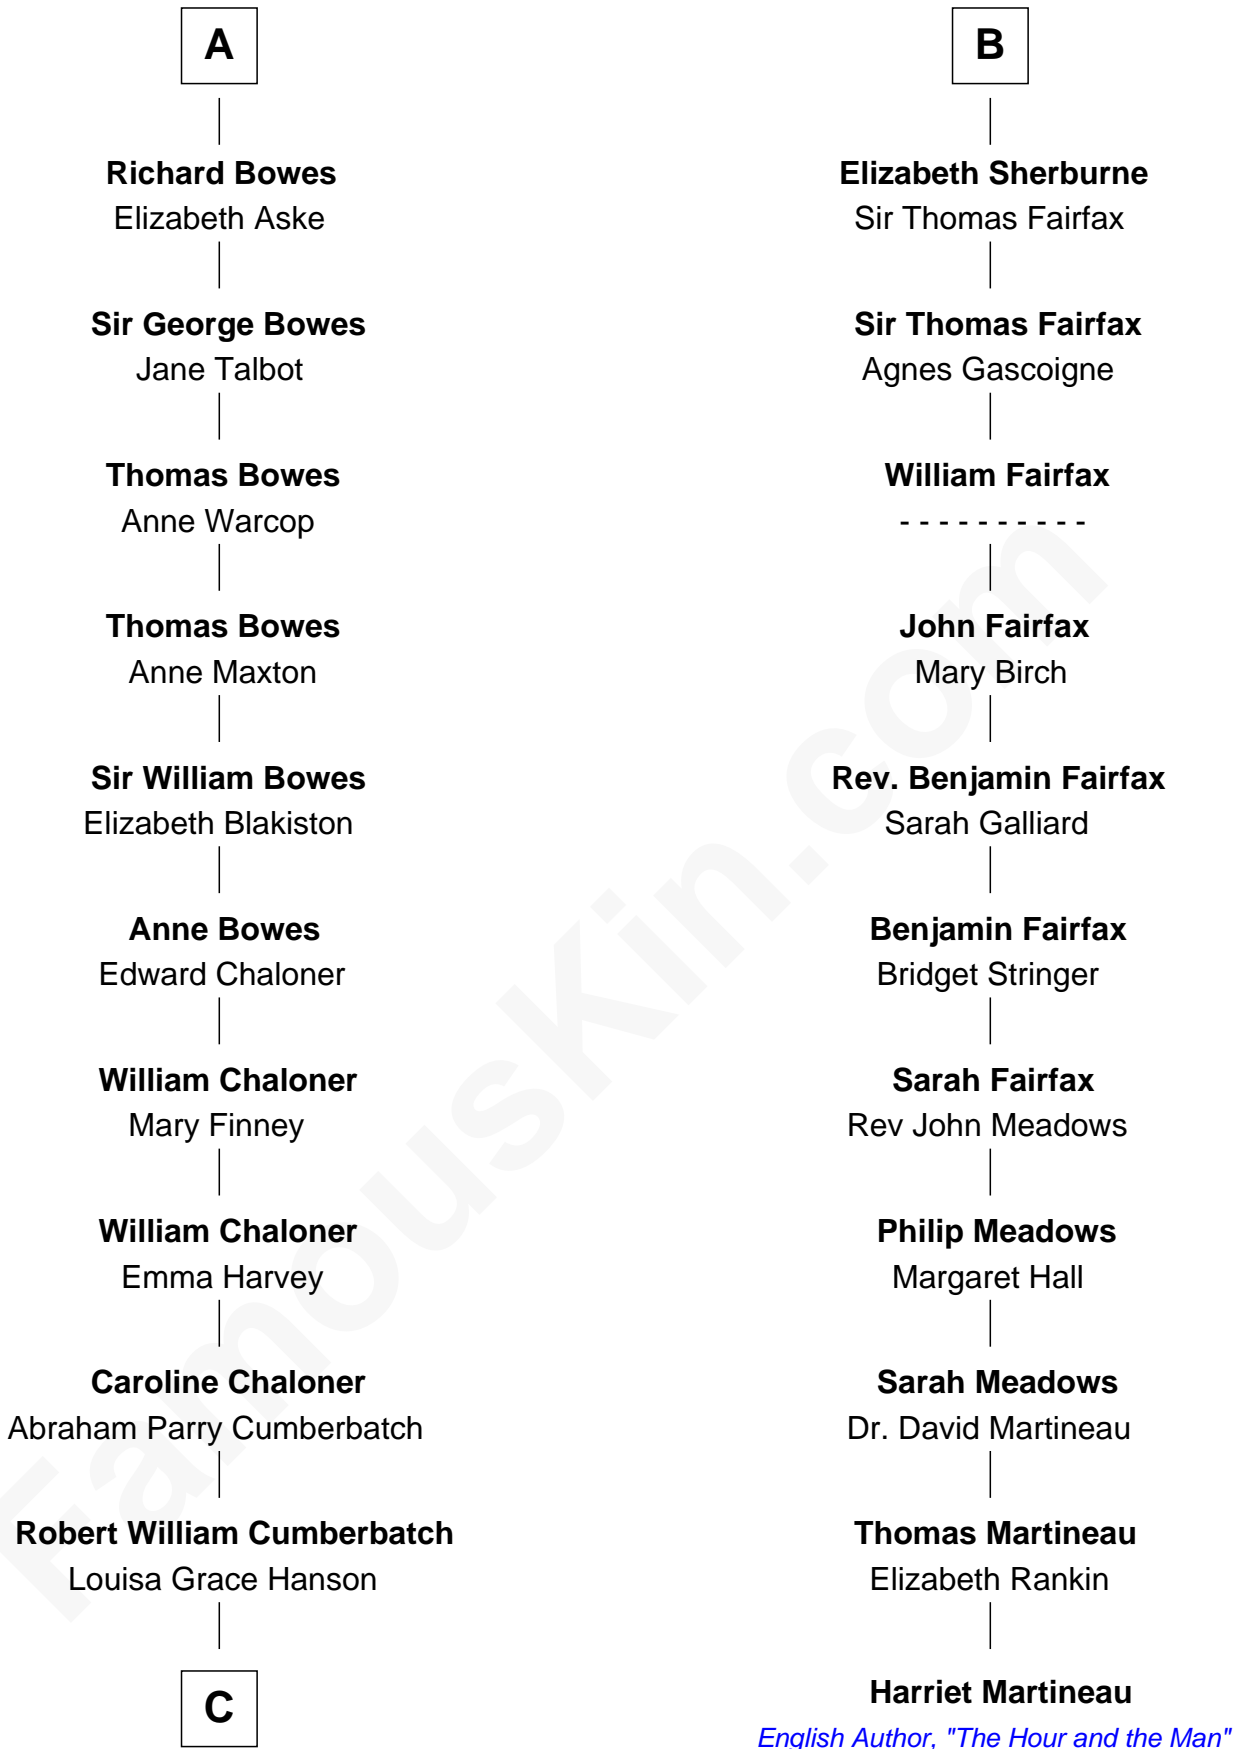 A
Richard Bowes
Elizabeth Aske
Sir George Bowes
Jane Talbot
Thomas Bowes
Anne Warcop
Thomas Bowes
Anne Maxton
Sir William Bowes
Elizabeth Blakiston
Anne Bowes
Edward Chaloner
William Chaloner
Mary Finney
William Chaloner
Emma Harvey
Caroline Chaloner
Abraham Parry Cumberbatch
Robert William Cumberbatch
Louisa Grace Hanson
C
B
Elizabeth Sherburne
Sir Thomas Fairfax
Sir Thomas Fairfax
Agnes Gascoigne
William Fairfax
- - - - - - - - - -
John Fairfax
Mary Birch
Rev. Benjamin Fairfax
Sarah Galliard
Benjamin Fairfax
Bridget Stringer
Sarah Fairfax
Rev John Meadows
Philip Meadows
Margaret Hall
Sarah Meadows
Dr. David Martineau
Thomas Martineau
Elizabeth Rankin
Harriet Martineau
English Author, "The Hour and the Man"
FamousKin.com